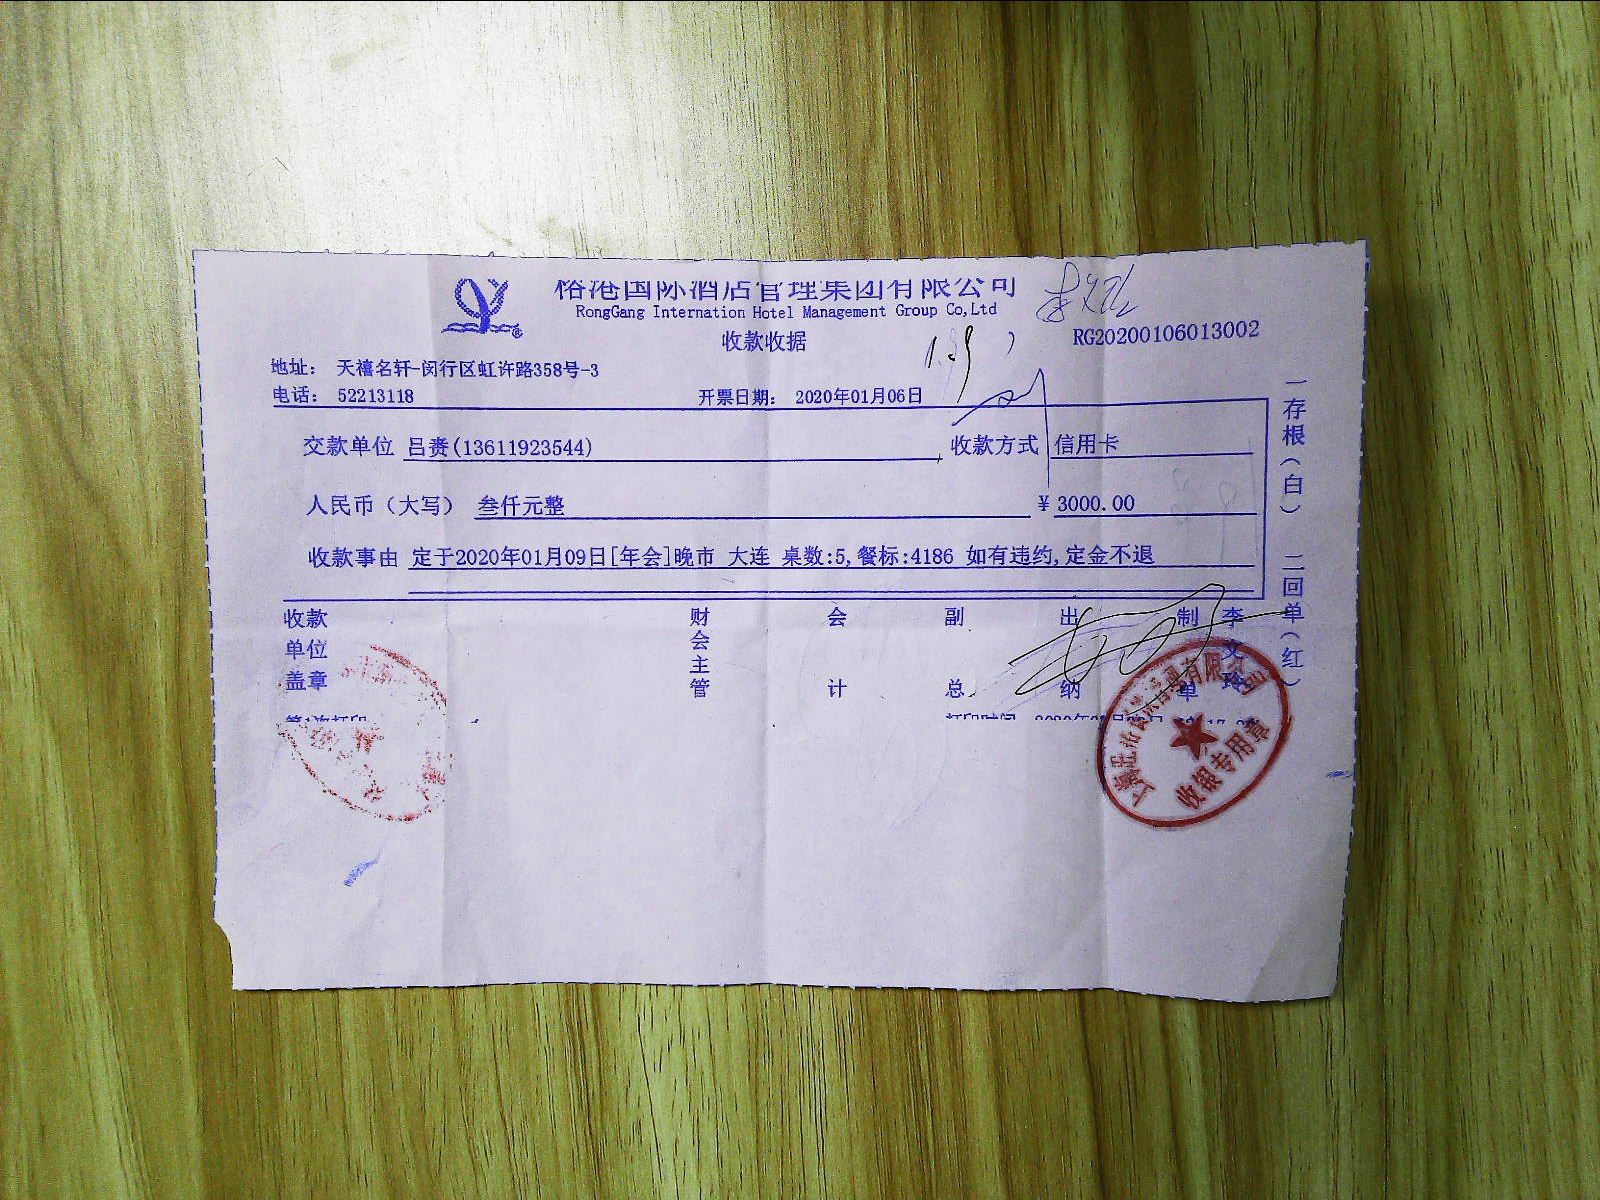 榕港国际酒店管理集团有限公司
RongGang Internation Hotel Management Group Co,Ltd
收款收据
RG20200106013002
地址： 天禧名轩-闵行区虹许路358号-3
电话： 52213118 开票日期： 2020年01月06日
交款单位 吕赉(13611923544) 收款方式 信用卡
人民币（大写） 叁仟元整 ¥ 3000.00
收款事由 定于2020年01月09日[年会]晚市 大连 桌数:5,餐标:4186 如有违约,定金不退
收款单位盖章 财会主管 会计 副总 出纳 制单 李文玲
一存根（白） 二回单（红）
收银专用章